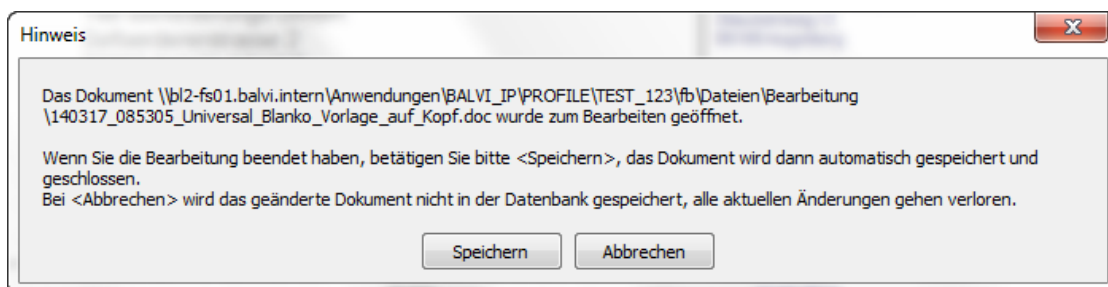 Hinweis
Das Dokument \\bl2-fs01.balvi.intern\Anwendungen\BALVI_IP\PROFILE\TEST_123\fb\Dateien\Bearbeitung
\140317_085305_Universal_Blanko_Vorlage_auf_Kopf.doc wurde zum Bearbeiten geöffnet.
Wenn Sie die Bearbeitung beendet haben, betätigen Sie bitte <Speichern>, das Dokument wird dann automatisch gespeichert und
geschlossen.
Bei <Abbrechen> wird das geänderte Dokument nicht in der Datenbank gespeichert, alle aktuellen Änderungen gehen verloren.
Speichern
Abbrechen